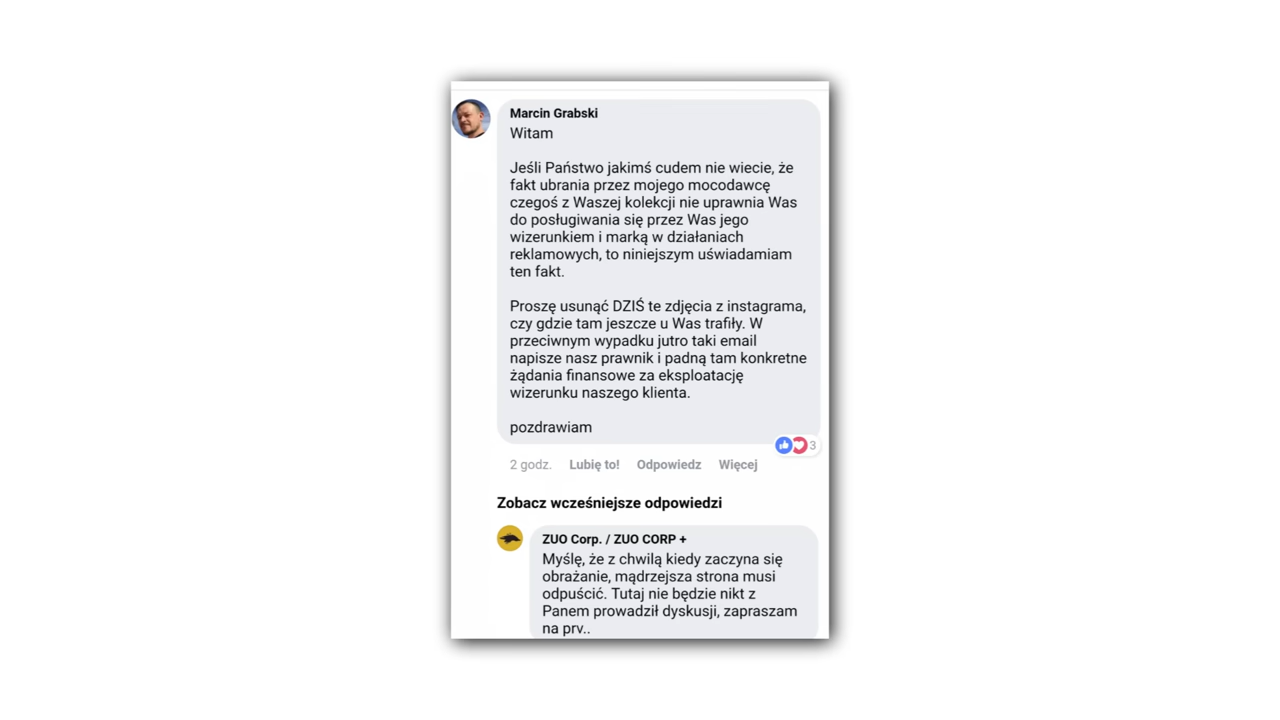 Marcin Grabski
Witam
Jeśli Państwo jakimś cudem nie wiecie, że
fakt ubrania przez mojego mocodawcę
czegoś z Waszej kolekcji nie uprawnia Was
do posługiwania się przez Was jego
wizerunkiem i marką w działaniach
reklamowych, to niniejszym uświadamiam
ten fakt.
Proszę usunąć DZIŚ te zdjęcia z instagrama,
czy gdzie tam jeszcze u Was trafiły. W
przeciwnym wypadku jutro taki email
napisze nasz prawnik i padną tam konkretne
żądania finansowe za eksploatację
wizerunku naszego klienta.
pozdrawiam
3
2 godz. Lubię to! Odpowiedz Więcej
Zobacz wcześniejsze odpowiedzi
ZUO Corp. / ZUO CORP +
Myślę, że z chwilą kiedy zaczyna się
obrażanie, mądrzejsza strona musi
odpuścić. Tutaj nie będzie nikt z
Panem prowadził dyskusji, zapraszam
na prv..